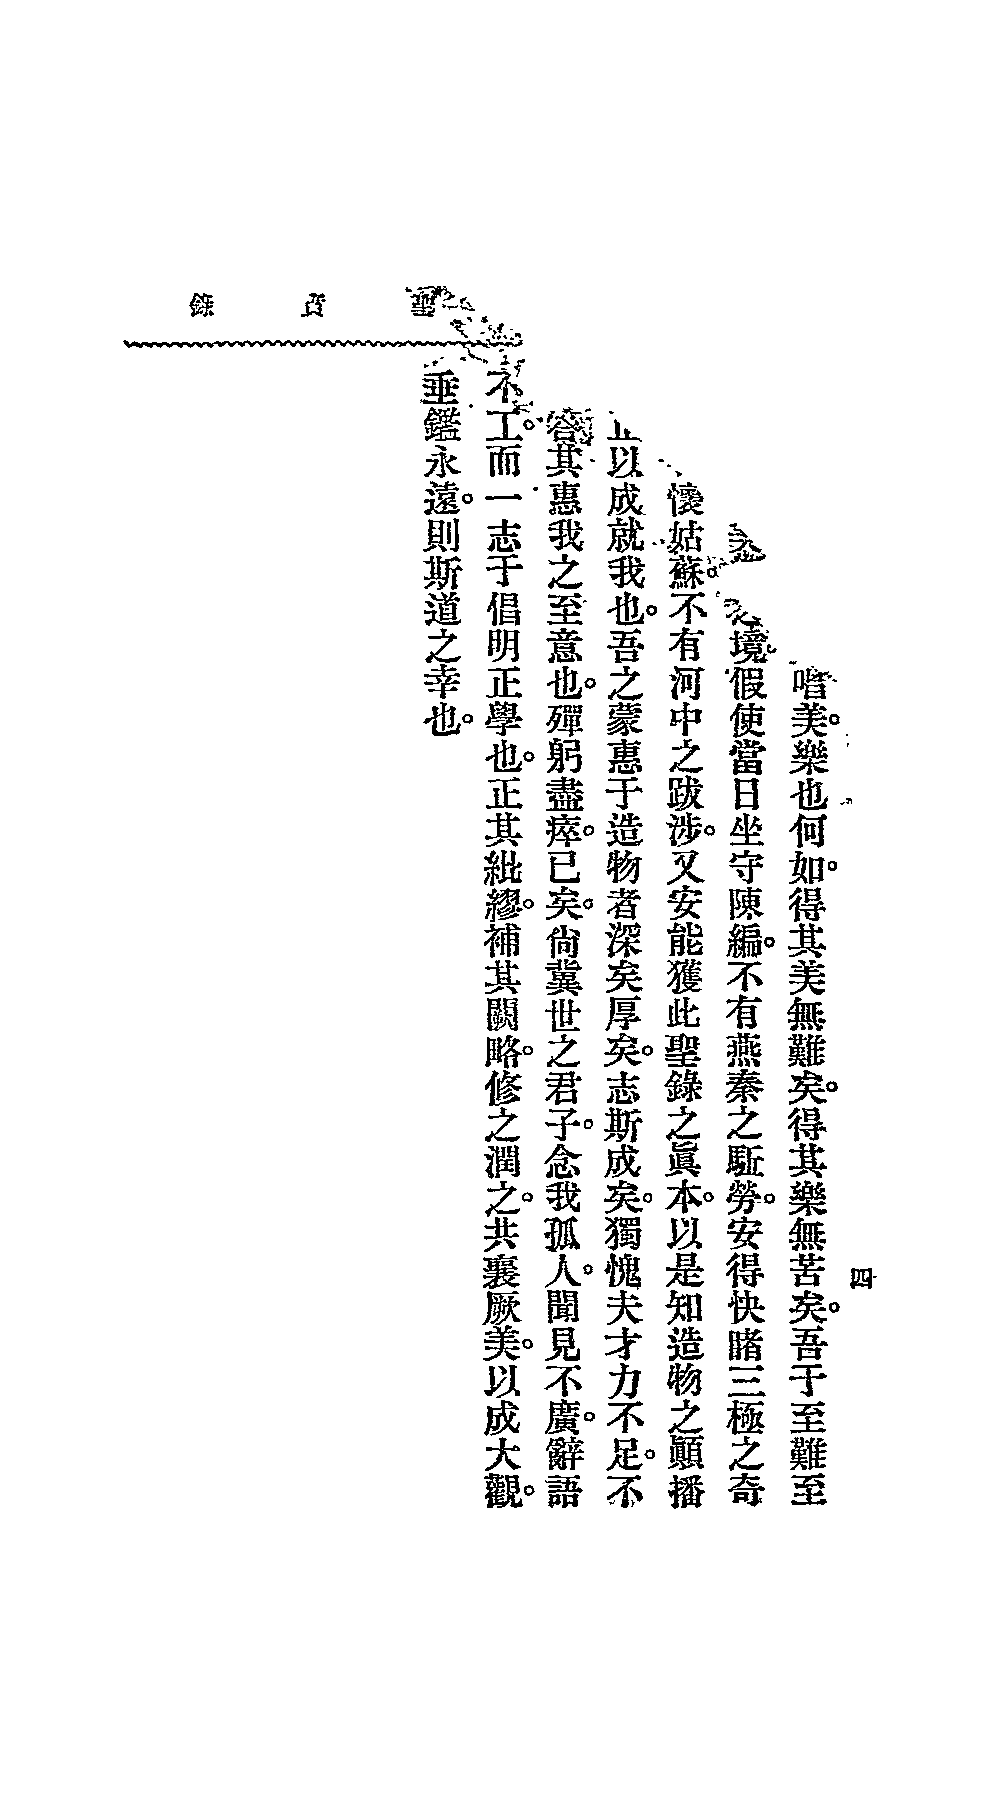 垂貢錄
四
嗜美。樂也何如。得其美無難矣。得其樂無苦矣。吾于至難至
境假使當日坐守陳編。不有燕秦之駈勞。安得快睹三極之奇
懷姑蘇。不有河中之跋涉。又安能獲此聖錄之眞本。以是知造物之顚播
正以成就我也。吾之蒙惠于造物者深矣厚矣。志斯成矣。獨愧夫才力不足。不
容其惠我之至意也。殫躬盡瘁。已矣。尙冀世之君子。念我孤人。聞見不廣。辭語
不工。而一志于倡明正學也。正其紕繆。補其闕略。修之潤之。共襄厥美。以成大觀。
垂鑑永遠。則斯道之幸也。